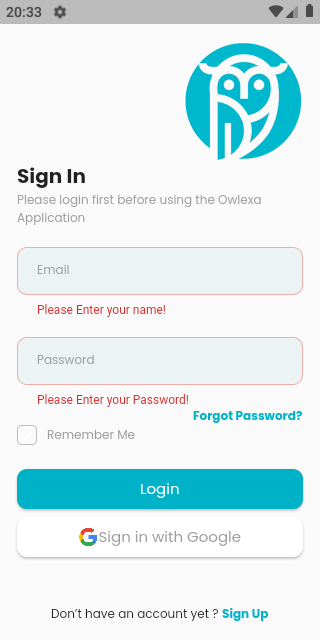 20:33
Sign In
Please login first before using the Owlexa
Application
Email
Please Enter your name!
Password
Please Enter your Password!
Forgot Password?
Remember Me
Login
Sign in with Google
Don't have an account yet ? Sign Up